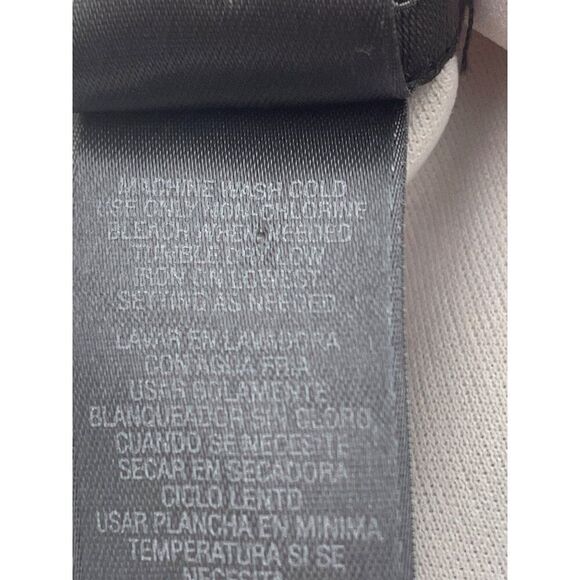 MACHINE WASH COLD
USE ONLY NON-CHLORINE
BLEACH WHEN NEEDED
TUMBLE DRY LOW
IRON ON LOWEST
SETTING AS NEEDED
LAVAR EN LAVADORA
CON AGUA FRIA
USAR SOLAMENTE
BLANQUEADOR SIN CLORO,
CUANDO SE NECESITE
SECAR EN SECADORA
CICLO LENTO
USAR PLANCHA EN MINIMA
TEMPERATURA SI SE
NECESITA